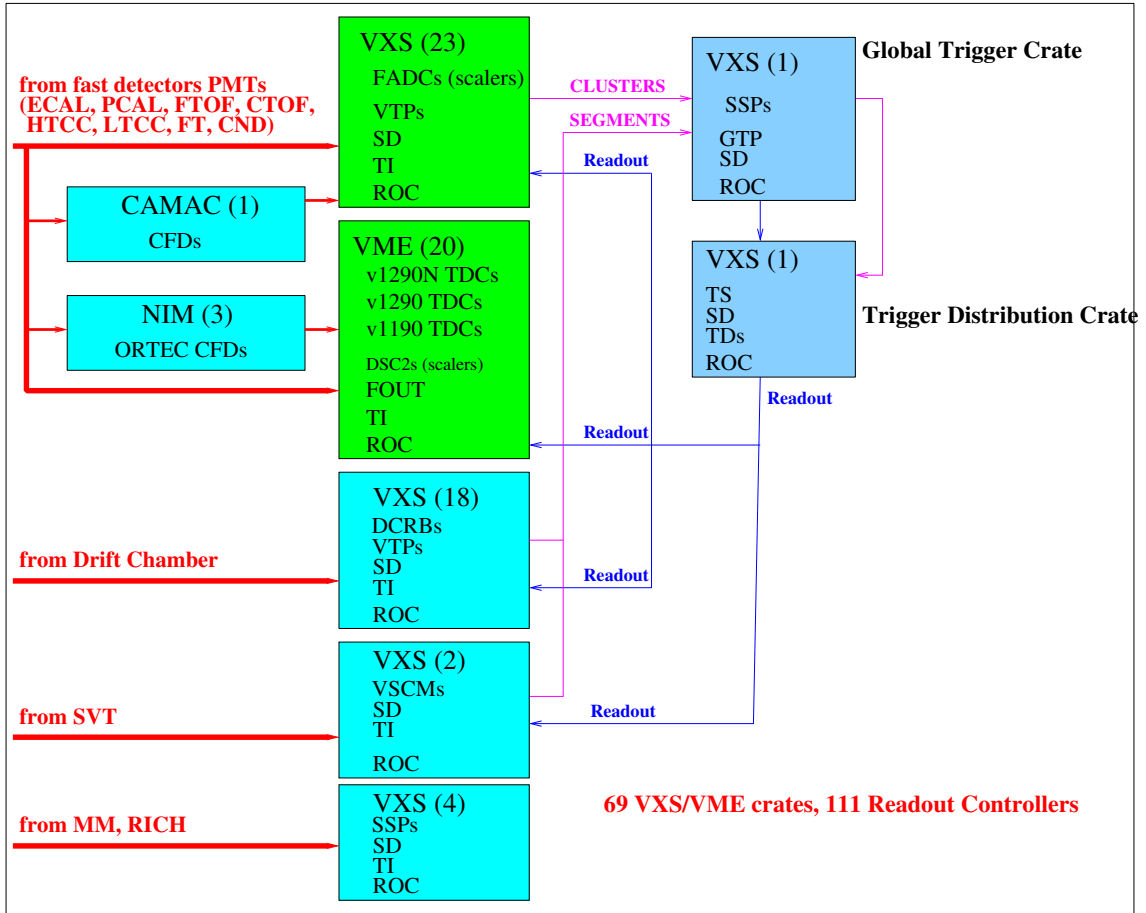 from fast detectors PMTs
(ECAL, PCAL, FTOF, CTOF,
HTCC, LTCC, FT, CND)
VXS (23)
FADCs (scalers)
VTPs
SD
TI
ROC
CAMAC (1)
CFDs
NIM (3)
ORTEC CFDs
VME (20)
v1290N TDCs
v1290 TDCs
v1190 TDCs
DSC2s (scalers)
FOUT
TI
ROC
CLUSTERS
SEGMENTS
Readout
VXS (1)
SSPs
GTP
SD
ROC
Global Trigger Crate
VXS (1)
TS
SD
TDs
ROC
Trigger Distribution Crate
Readout
Readout
from Drift Chamber
VXS (18)
DCRBs
VTPs
SD
TI
ROC
Readout
from SVT
VXS (2)
VSCMs
SD
TI
ROC
Readout
from MM, RICH
VXS (4)
SSPs
SD
TI
ROC
69 VXS/VME crates, 111 Readout Controllers